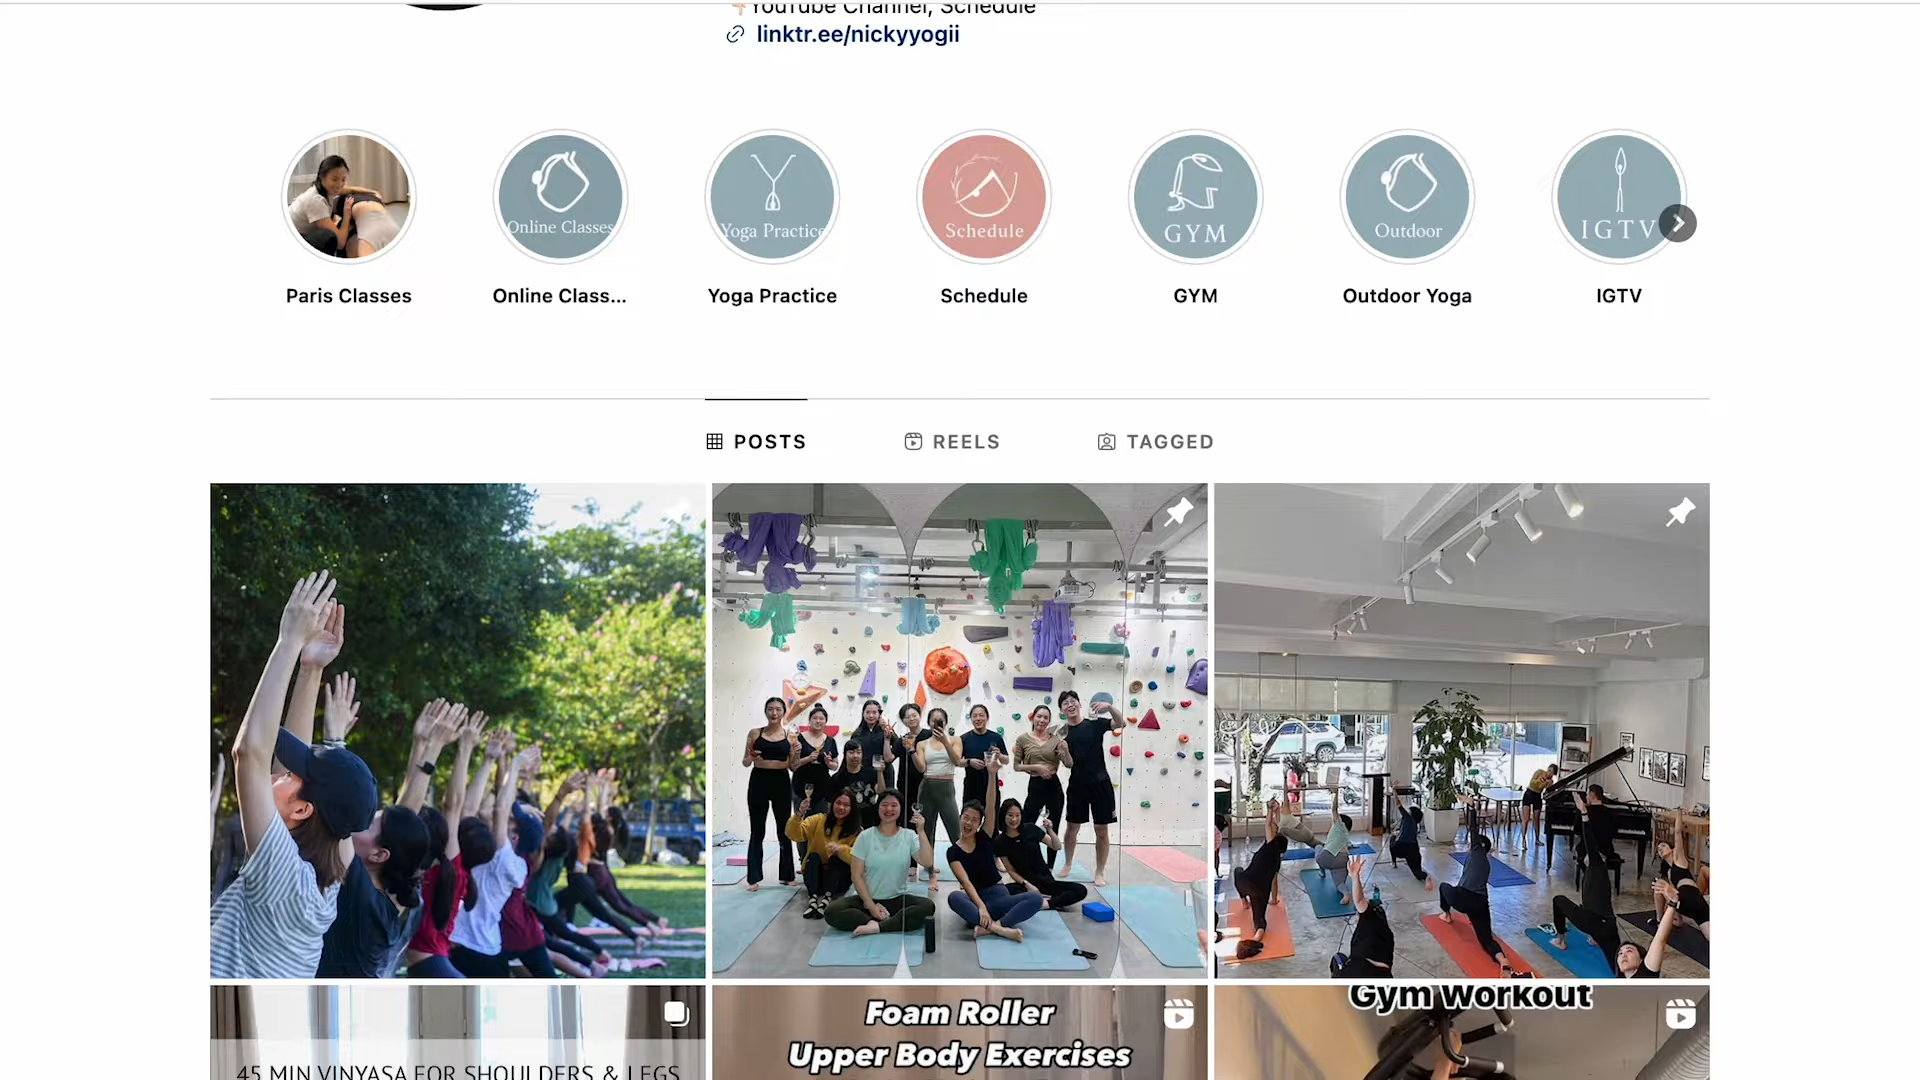 YouTube Channel, Schedule
linktr.ee/nickyyogii
Online Classes
Yoga Practice
Schedule
GYM
Outdoor
IGTV
Paris Classes
Online Class...
Yoga Practice
Schedule
GYM
Outdoor Yoga
IGTV
POSTS
REELS
TAGGED
Foam Roller
Upper Body Exercises
Gym Workout
45 MIN VINYASA FOR SHOULDERS & LEGS